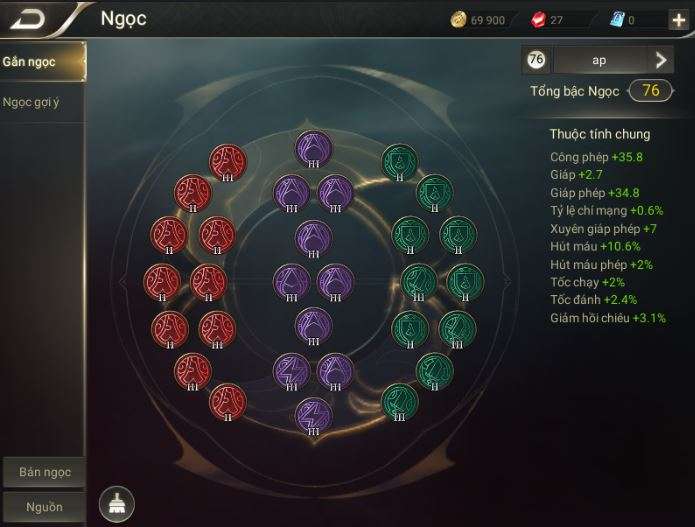 Ngọc
69 900
27
0
Gắn ngọc
Ngọc gợi ý
76
ap
Tổng bậc Ngọc
76
Thuộc tính chung
Công phép +35.8
Giáp +2.7
Giáp phép +34.8
Tỷ lệ chí mạng +0.6%
Xuyên giáp phép +7
Hút máu +10.6%
Hút máu phép +2%
Tốc chạy +2%
Tốc đánh +2.4%
Giảm hồi chiêu +3.1%
Bán ngọc
Nguồn